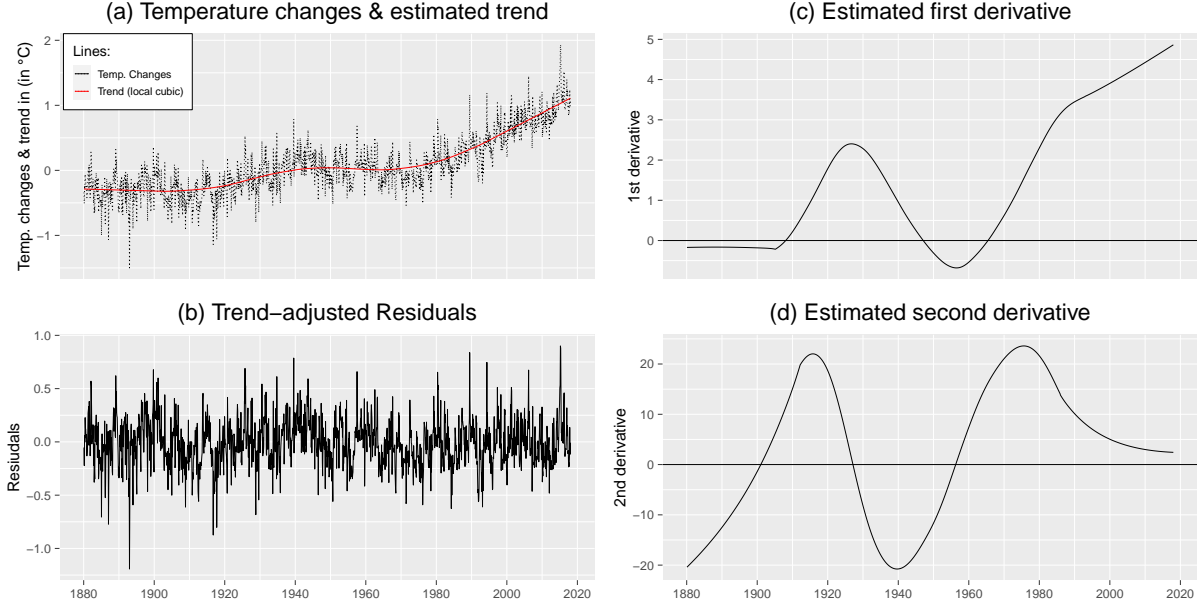 (a) Temperature changes & estimated trend
Temp. changes & trend in (in °C)
2
1
0
−1
Lines:
Temp. Changes
Trend (local cubic)
(c) Estimated first derivative
1st derivative
5
4
3
2
1
0
(b) Trend−adjusted Residuals
Resiudals
1.0
0.5
0.0
−0.5
−1.0
1880 1900 1920 1940 1960 1980 2000 2020
(d) Estimated second derivative
2nd derivative
20
10
0
−10
−20
1880 1900 1920 1940 1960 1980 2000 2020